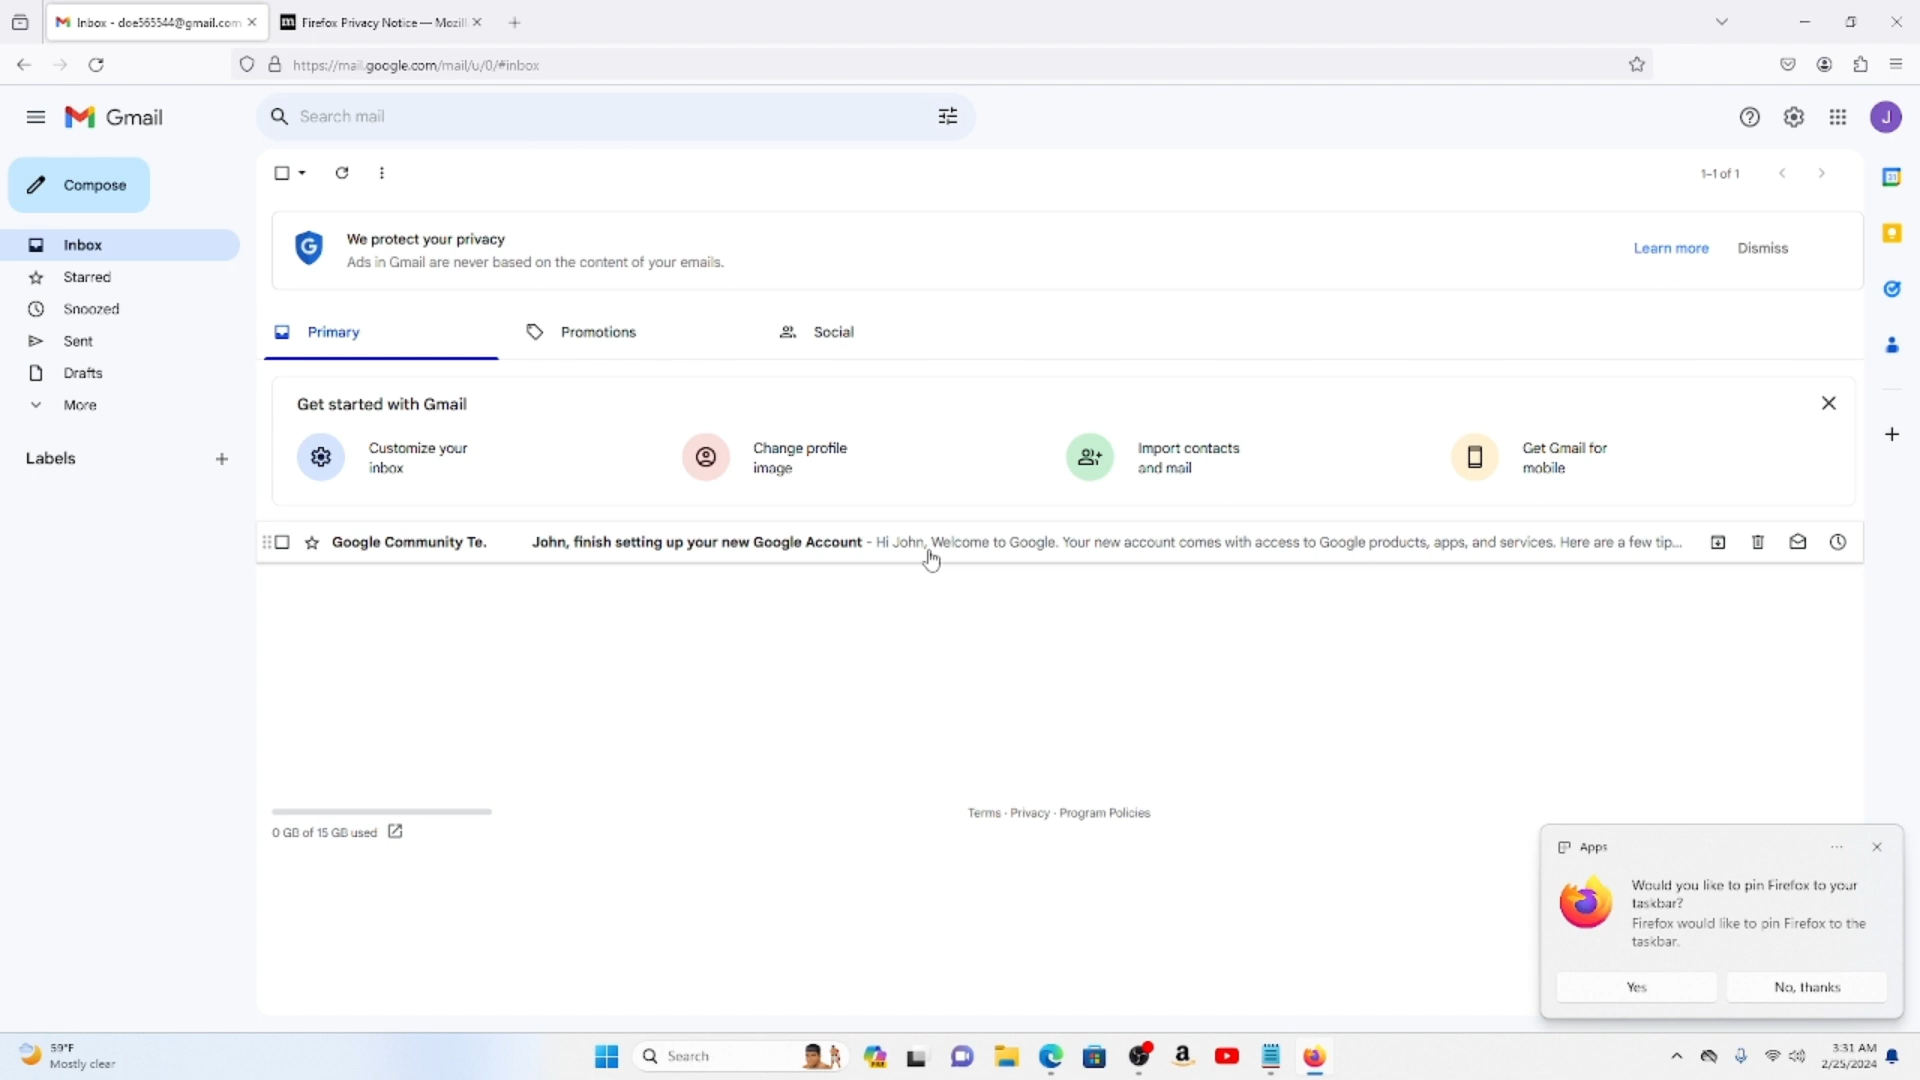 Inbox - doe565544@gmail.com
Firefox Privacy Notice — Mozill
https://mail.google.com/mail/u/0/#inbox
Gmail
Search mail
J
Compose
1–1 of 1
Inbox
We protect your privacy
Ads in Gmail are never based on the content of your emails.
Learn more
Dismiss
Starred
Snoozed
Sent
Drafts
More
Labels
Primary
Promotions
Social
Get started with Gmail
Customize your
inbox
Change profile
image
Import contacts
and mail
Get Gmail for
mobile
Google Community Te. John, finish setting up your new Google Account - Hi John, Welcome to Google. Your new account comes with access to Google products, apps, and services. Here are a few tip...
0 GB of 15 GB used
Terms · Privacy · Program Policies
Apps
Would you like to pin Firefox to your
taskbar?
Firefox would like to pin Firefox to the
taskbar.
Yes
No, thanks
59°F
Mostly clear
Search
3:31 AM
2/25/2024